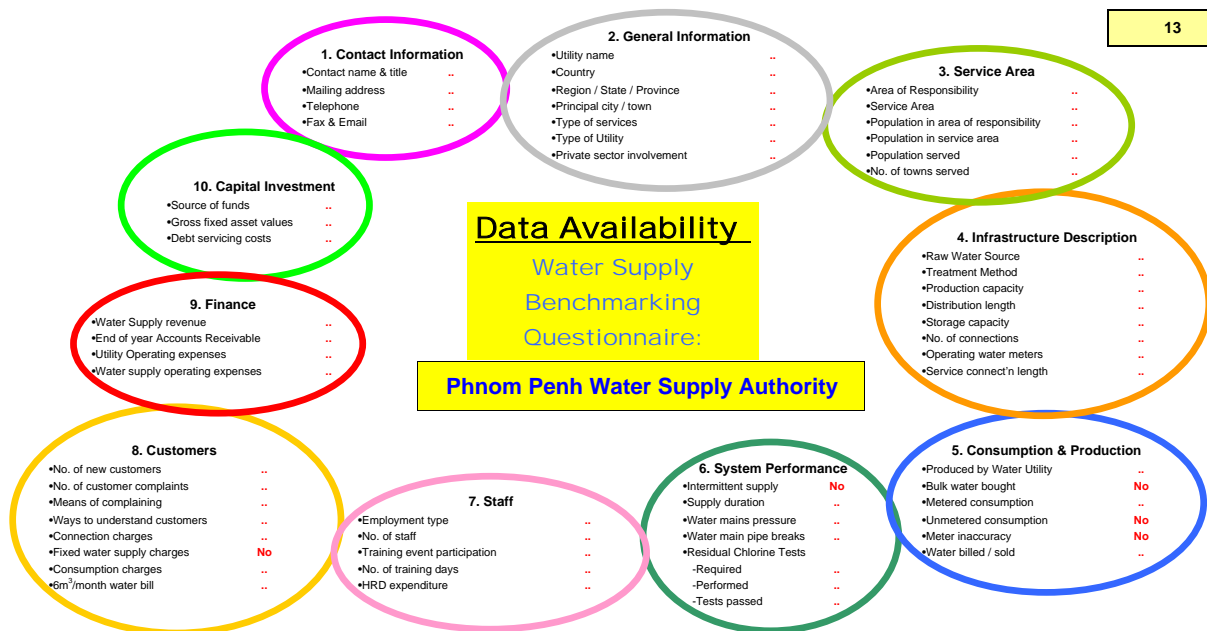 13
1. Contact Information
•Contact name & title ..
•Mailing address ..
•Telephone ..
•Fax & Email ..
2. General Information
•Utility name ..
•Country ..
•Region / State / Province ..
•Principal city / town ..
•Type of services ..
•Type of Utility ..
•Private sector involvement ..
3. Service Area
•Area of Responsibility ..
•Service Area ..
•Population in area of responsibility ..
•Population in service area ..
•Population served ..
•No. of towns served ..
10. Capital Investment
•Source of funds ..
•Gross fixed asset values ..
•Debt servicing costs ..
Data Availability
Water Supply
Benchmarking
Questionnaire:
Phnom Penh Water Supply Authority
4. Infrastructure Description
•Raw Water Source ..
•Treatment Method ..
•Production capacity ..
•Distribution length ..
•Storage capacity ..
•No. of connections ..
•Operating water meters ..
•Service connect'n length ..
9. Finance
•Water Supply revenue ..
•End of year Accounts Receivable ..
•Utility Operating expenses ..
•Water supply operating expenses ..
8. Customers
•No. of new customers ..
•No. of customer complaints ..
•Means of complaining ..
•Ways to understand customers ..
•Connection charges ..
•Fixed water supply charges No
•Consumption charges ..
•6m³/month water bill ..
7. Staff
•Employment type ..
•No. of staff ..
•Training event participation ..
•No. of training days ..
•HRD expenditure ..
6. System Performance
•Intermittent supply No
•Supply duration ..
•Water mains pressure ..
•Water main pipe breaks ..
•Residual Chlorine Tests
-Required ..
-Performed ..
-Tests passed ..
5. Consumption & Production
•Produced by Water Utility ..
•Bulk water bought No
•Metered consumption ..
•Unmetered consumption No
•Meter inaccuracy No
•Water billed / sold ..